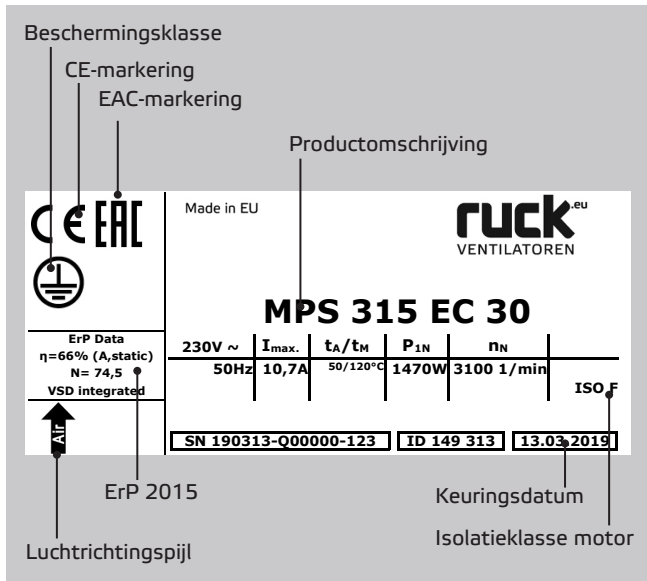 Beschermingsklasse
CE-markering
EAC-markering
Productomschrijving
CE EAC
Made in EU
ruck.eu
VENTILATOREN
MPS 315 EC 30
ErP Data
η=66% (A,static)
N= 74,5
VSD integrated
230V ~ Imax. tA/tM P1N nN
50Hz 10,7A 50/120°C 1470W 3100 1/min
ISO F
Air
SN 190313-Q00000-123 ID 149 313 13.03.2019
ErP 2015
Keuringsdatum
Isolatieklasse motor
Luchtrichtingspijl